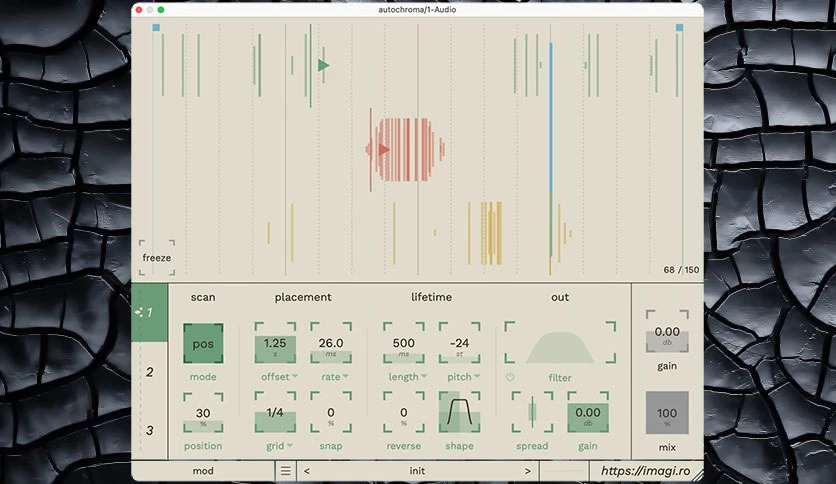 autochroma/1-Audio
freeze
68 / 150
scan placement lifetime out
1
pos 1.25 s 26.0 ms 500 ms -24 st 0.00 db
mode offset rate length pitch filter gain
2
30 % 1/4 0 % 0 % 0.00 db 100 %
3
position grid snap reverse shape spread gain mix
mod < init > https://imagi.ro